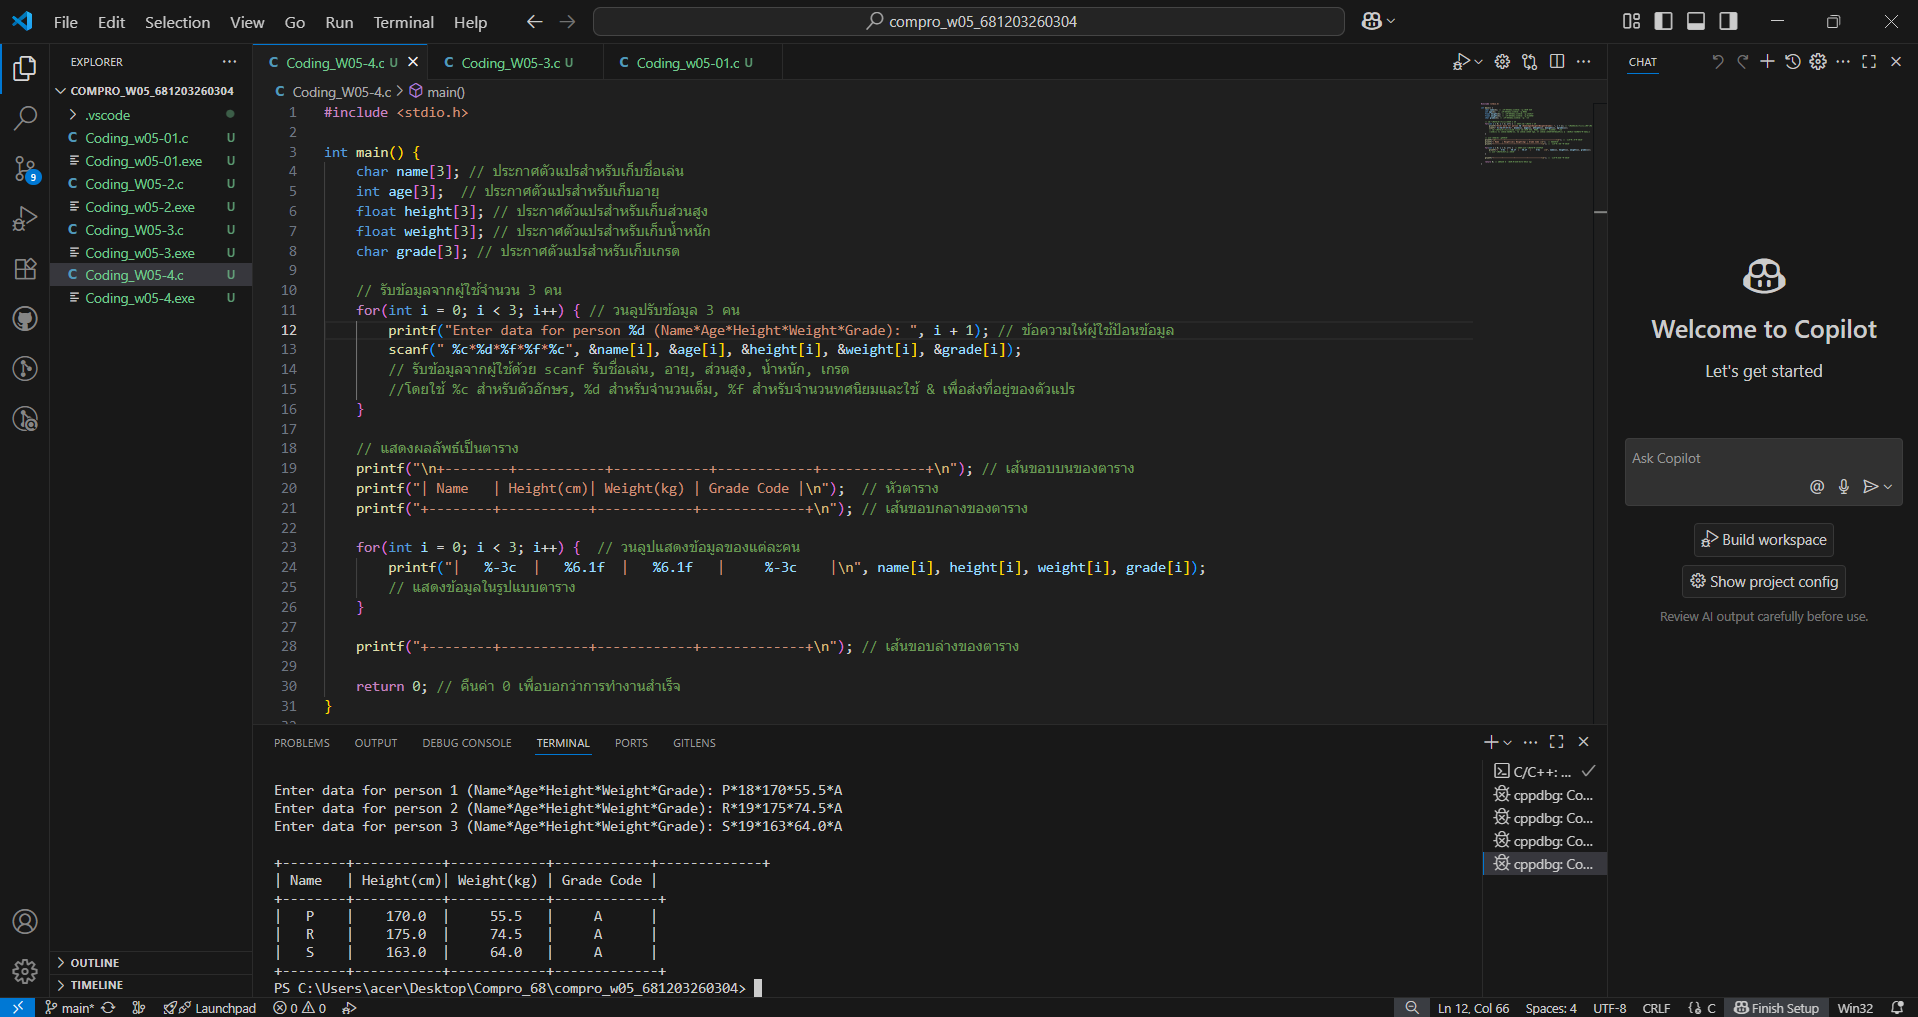 File Edit Selection View Go Run Terminal Help
compro_w05_681203260304
EXPLORER
COMPRO_W05_681203260304
.vscode
Coding_w05-01.c U
Coding_w05-01.exe U
Coding_W05-2.c U
Coding_w05-2.exe U
Coding_W05-3.c U
Coding_w05-3.exe U
Coding_W05-4.c U
Coding_w05-4.exe U
9
OUTLINE
TIMELINE
C Coding_W05-4.c U C Coding_W05-3.c U C Coding_w05-01.c U
C Coding_W05-4.c > main()
1 #include <stdio.h>
2
3 int main() {
4 char name[3]; // ประกาศตัวแปรสำหรับเก็บชื่อเล่น
5 int age[3]; // ประกาศตัวแปรสำหรับเก็บอายุ
6 float height[3]; // ประกาศตัวแปรสำหรับเก็บส่วนสูง
7 float weight[3]; // ประกาศตัวแปรสำหรับเก็บน้ำหนัก
8 char grade[3]; // ประกาศตัวแปรสำหรับเก็บเกรด
9
10 // รับข้อมูลจากผู้ใช้จำนวน 3 คน
11 for(int i = 0; i < 3; i++) { // วนลูปรับข้อมูล 3 คน
12 printf("Enter data for person %d (Name*Age*Height*Weight*Grade): ", i + 1); // ข้อความให้ผู้ใช้ป้อนข้อมูล
13 scanf(" %c*%d*%f*%f*%c", &name[i], &age[i], &height[i], &weight[i], &grade[i]);
14 // รับข้อมูลจากผู้ใช้ด้วย scanf รับชื่อเล่น, อายุ, ส่วนสูง, น้ำหนัก, เกรด
15 //โดยใช้ %c สำหรับตัวอักษร, %d สำหรับจำนวนเต็ม, %f สำหรับจำนวนทศนิยมและใช้ & เพื่อส่งที่อยู่ของตัวแปร
16 }
17
18 // แสดงผลลัพธ์เป็นตาราง
19 printf("\n+--------+-----------+------------+------------+-------------+\n"); // เส้นขอบบนของตาราง
20 printf("| Name   | Height(cm)| Weight(kg) | Grade Code |\n"); // หัวตาราง
21 printf("+--------+-----------+------------+-------------+\n"); // เส้นขอบกลางของตาราง
22
23 for(int i = 0; i < 3; i++) { // วนลูปแสดงข้อมูลของแต่ละคน
24 printf("|   %-3c  |   %6.1f  |   %6.1f   |     %-3c    |\n", name[i], height[i], weight[i], grade[i]);
25 // แสดงข้อมูลในรูปแบบตาราง
26 }
27
28 printf("+--------+-----------+------------+-------------+\n"); // เส้นขอบล่างของตาราง
29
30 return 0; // คืนค่า 0 เพื่อบอกว่าการทำงานสำเร็จ
31 }
32
PROBLEMS OUTPUT DEBUG CONSOLE TERMINAL PORTS GITLENS
Enter data for person 1 (Name*Age*Height*Weight*Grade): P*18*170*55.5*A
Enter data for person 2 (Name*Age*Height*Weight*Grade): R*19*175*74.5*A
Enter data for person 3 (Name*Age*Height*Weight*Grade): S*19*163*64.0*A
+--------+-----------+------------+------------+-------------+
| Name   | Height(cm)| Weight(kg) | Grade Code |
+--------+-----------+------------+-------------+
|   P    |    170.0  |     55.5   |     A      |
|   R    |    175.0  |     74.5   |     A      |
|   S    |    163.0  |     64.0   |     A      |
+--------+-----------+------------+-------------+
PS C:\Users\acer\Desktop\Compro_68\compro_w05_681203260304>
C/C++: ...
cppdbg: Co...
cppdbg: Co...
cppdbg: Co...
cppdbg: Co...
CHAT
Welcome to Copilot
Let's get started
Ask Copilot
Build workspace
Show project config
Review AI output carefully before use.
main* Launchpad 0 0 Ln 12, Col 66 Spaces: 4 UTF-8 CRLF C Finish Setup Win32